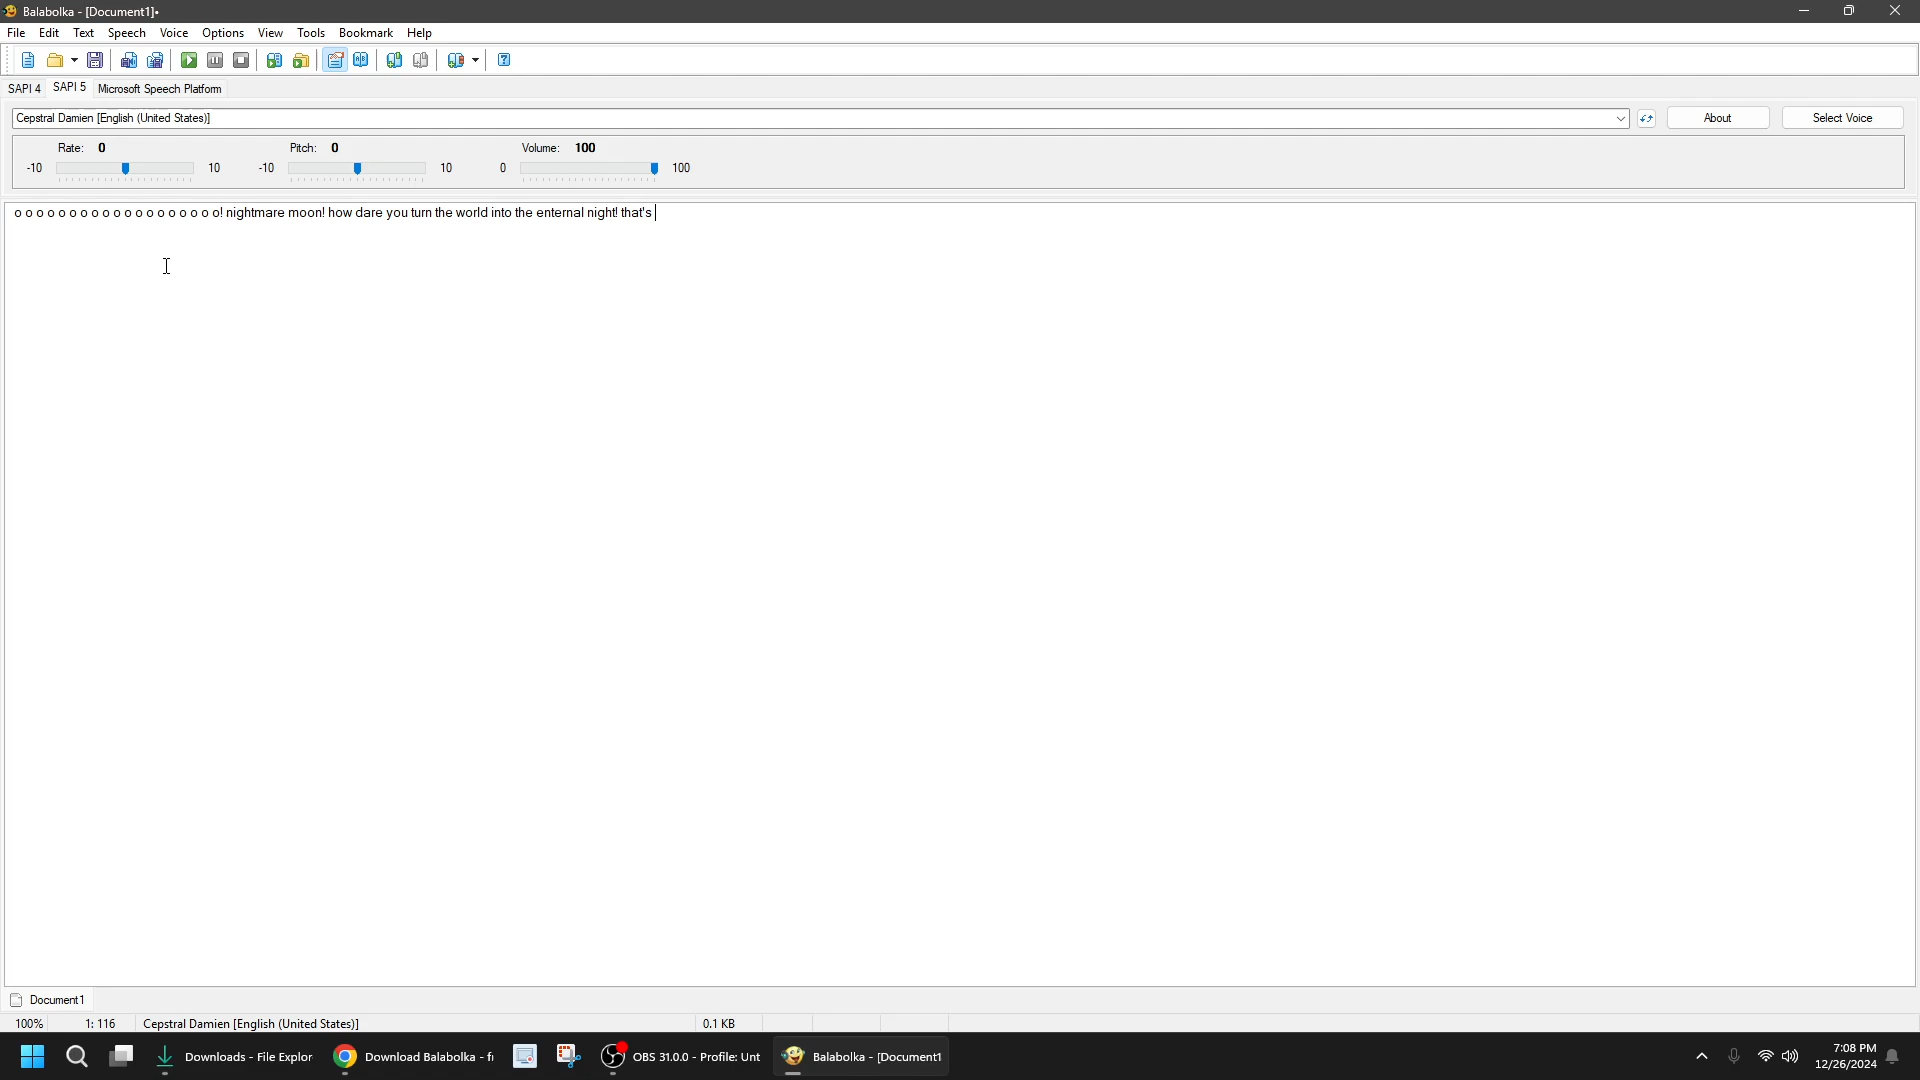 Balabolka - [Document1]•
File Edit Text Speech Voice Options View Tools Bookmark Help
SAPI 4 SAPI 5 Microsoft Speech Platform
Cepstral Damien [English (United States)] About Select Voice
Rate: 0 Pitch: 0 Volume: 100
-10 10 -10 10 0 100
o o o o o o o o o o o o o o o o o o o! nightmare moon! how dare you turn the world into the enternal night! that's
Document1
100% 1: 116 Cepstral Damien [English (United States)] 0.1 KB
Downloads - File Explor Download Balabolka - fr OBS 31.0.0 - Profile: Unt Balabolka - [Document1 7:08 PM
12/26/2024